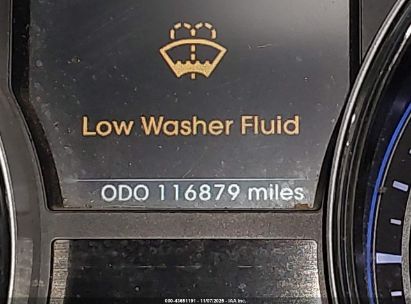 Low Washer Fluid
ODO 116879 miles